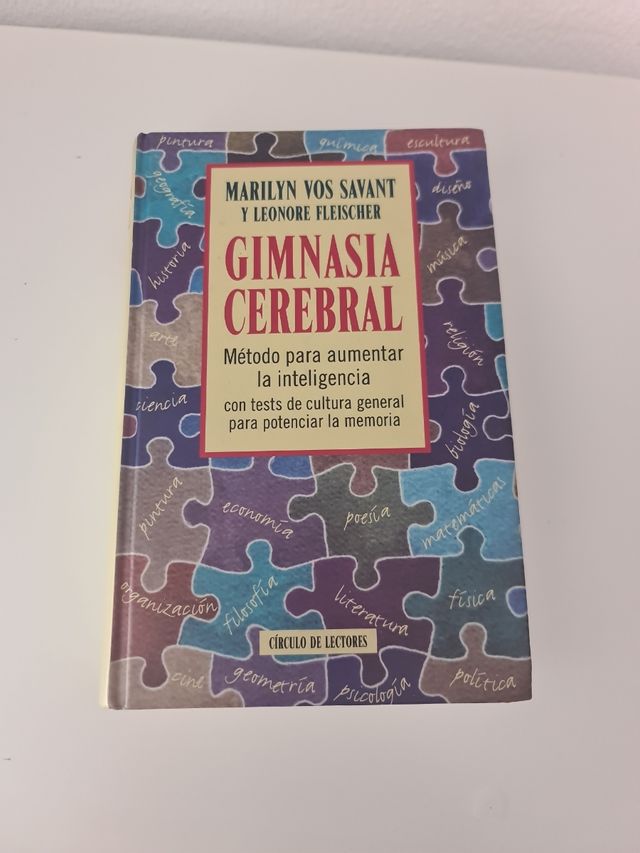 pintura
química
escultura
geografía
diseño
MARILYN VOS SAVANT
Y LEONORE FLEISCHER
GIMNASIA
CEREBRAL
Método para aumentar
la inteligencia
con tests de cultura general
para potenciar la memoria
historia
música
arte
religión
ciencia
biología
pintura
economía
poesía
matemáticas
organización
filosofía
literatura
física
CÍRCULO DE LECTORES
cine
geometría
psicología
política